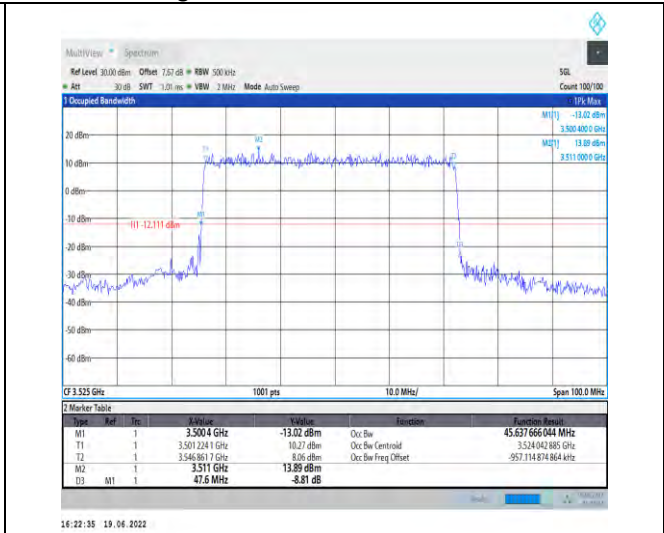 MultiView Spectrum
Ref Level 30.00 dBm Offset 7.57 dB RBW 500 kHz SGL
Att 30 dB SWT 1.01 ms VBW 2 MHz Mode Auto Sweep Count 100/100
1 Occupied Bandwidth 1Pk Max
M1[1] -13.02 dBm
3.500 400 0 GHz
M2[1] 13.89 dBm
3.511 000 0 GHz
20 dBm
M2
T1
T2
10 dBm
0 dBm
-10 dBm
M1
H1 -12.111 dBm
-20 dBm
-30 dBm
-40 dBm
-50 dBm
-60 dBm
CF 3.525 GHz 1001 pts 10.0 MHz/ Span 100.0 MHz
2 Marker Table
Type Ref Trc X-Value Y-Value Function Function Result
M1 1 3.500 4 GHz -13.02 dBm Occ Bw 45.637 666 044 MHz
T1 1 3.501 224 1 GHz 10.27 dBm Occ Bw Centroid 3.524 042 885 GHz
T2 1 3.546 861 7 GHz 8.06 dBm Occ Bw Freq Offset -957.114 874 864 kHz
M2 1 3.511 GHz 13.89 dBm
D3 M1 1 47.6 MHz -8.81 dB
16:22:35 19.06.2022